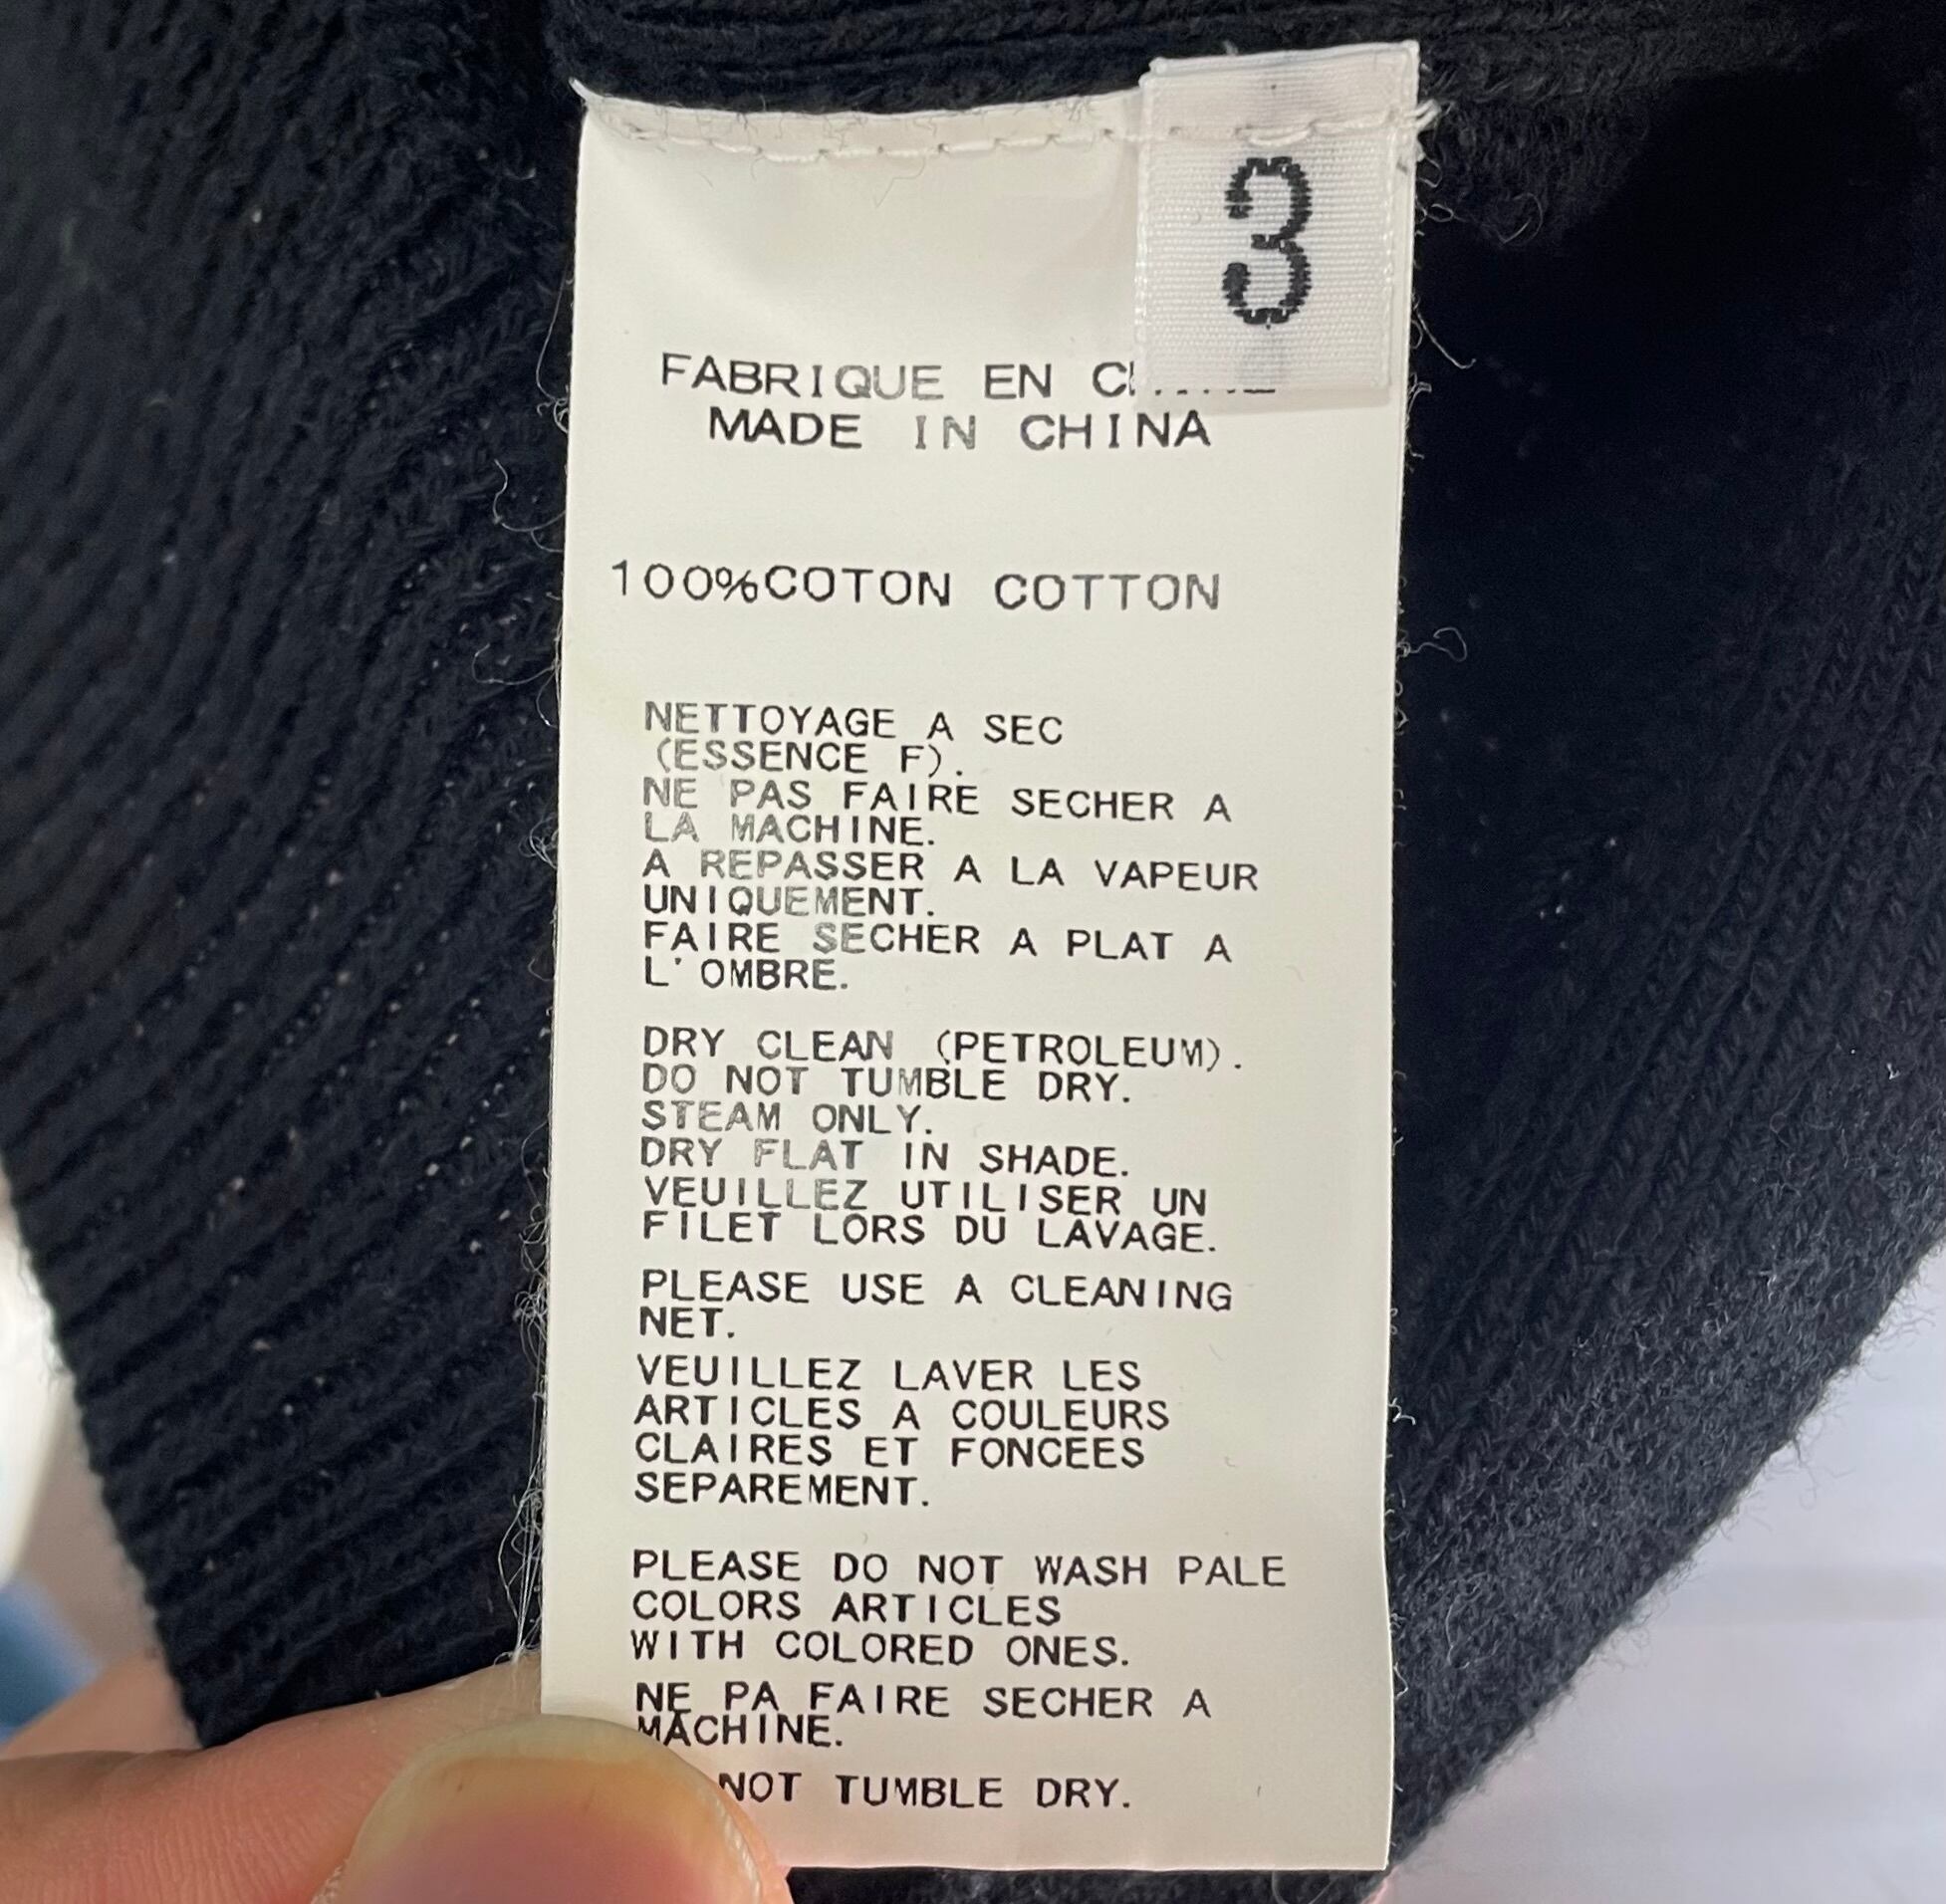 3
FABRIQUE EN
MADE IN CHINA
100%COTON COTTON
NETTOYAGE A SEC
(ESSENCE F).
NE PAS FAIRE SECHER A
LA MACHINE.
A REPASSER A LA VAPEUR
UNIQUEMENT.
FAIRE SECHER A PLAT A
L'OMBRE.
DRY CLEAN (PETROLEUM).
DO NOT TUMBLE DRY.
STEAM ONLY.
DRY FLAT IN SHADE.
VEUILLEZ UTILISER UN
FILET LORS DU LAVAGE.
PLEASE USE A CLEANING
NET.
VEUILLEZ LAVER LES
ARTICLES A COULEURS
CLAIRES ET FONCEES
SEPAREMENT.
PLEASE DO NOT WASH PALE
COLORS ARTICLES
WITH COLORED ONES.
NE PA FAIRE SECHER A
MACHINE.
NOT TUMBLE DRY.